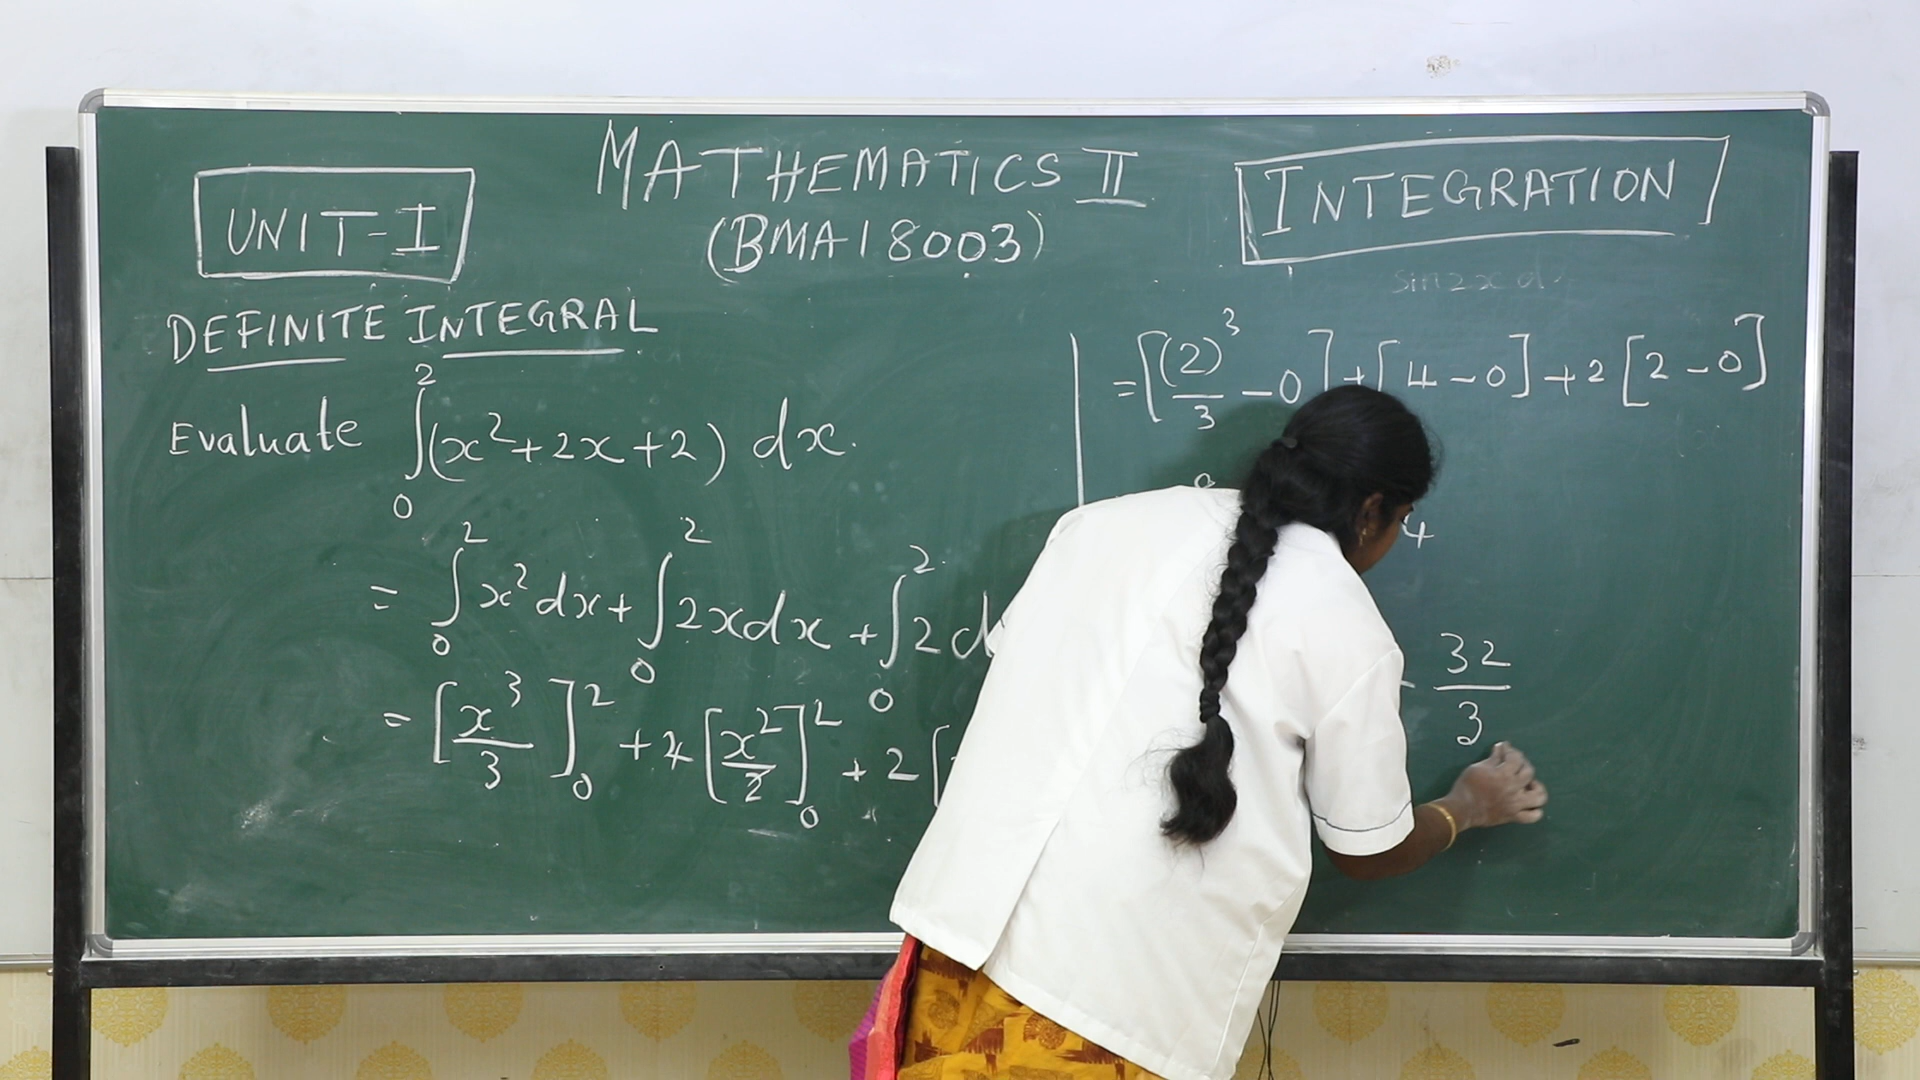 MATHEMATICS II
(BMA18003)
UNIT-I
INTEGRATION
DEFINITE INTEGRAL
Evaluate ∫₀² (x² + 2x + 2) dx.
= ∫₀² x² dx + ∫₀² 2x dx + ∫₀² 2 d
= [x³/3]₀² + 2 [x²/2]₀² + 2 [
sin2x d
= [(2)³/3 - 0] + [4 - 0] + 2 [2 - 0]
4
32/3